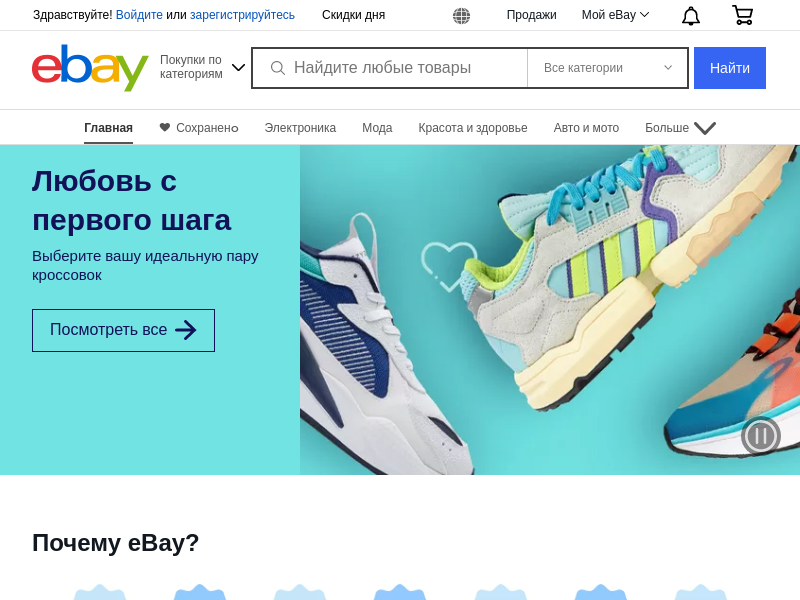 Здравствуйте! Войдите или зарегистрируйтесь
Скидки дня
Продажи
Мой eBay
ebay
Покупки по
категориям
Найдите любые товары
Все категории
Найти
Главная
Сохранено
Электроника
Мода
Красота и здоровье
Авто и мото
Больше
Любовь с
первого шага
Выберите вашу идеальную пару
кроссовок
Посмотреть все
Почему eBay?